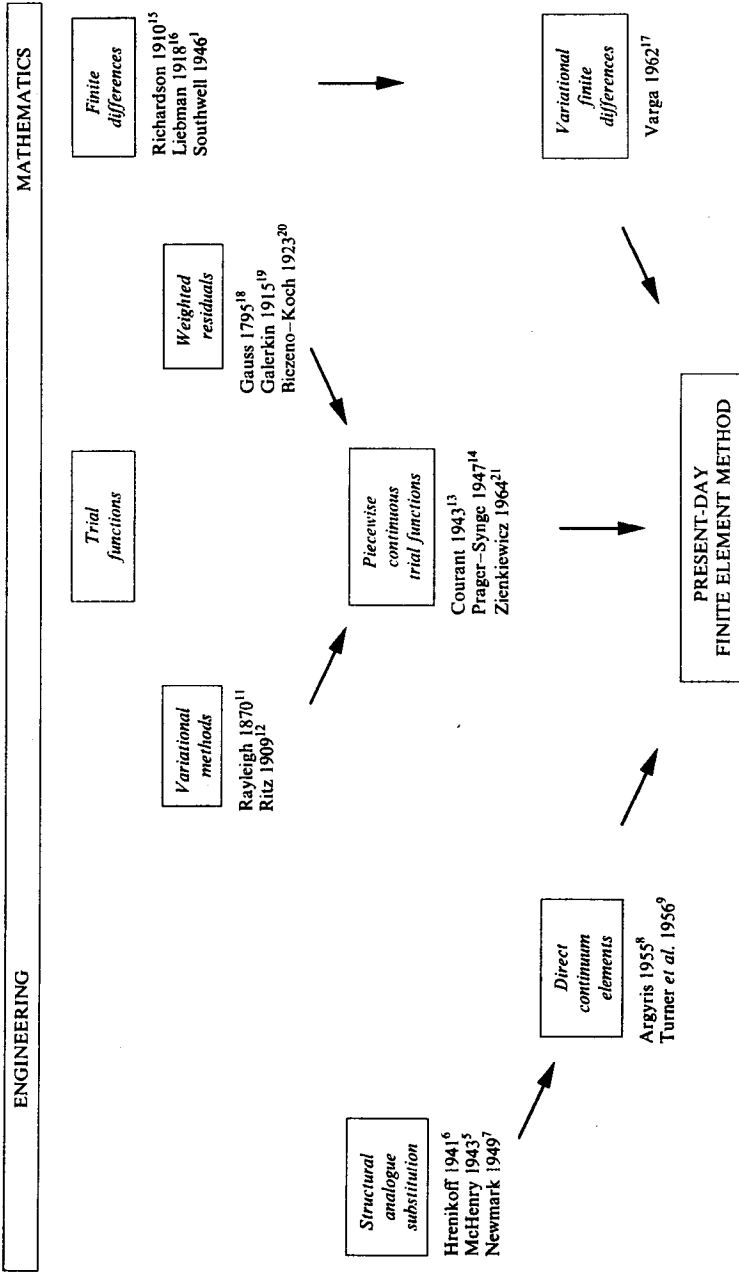 ENGINEERING
MATHEMATICS
Trial
functions
Finite
differences
Richardson 1910¹⁵
Liebman 1918¹⁶
Southwell 1946¹
Variational
methods
Rayleigh 1870¹¹
Ritz 1909¹²
Weighted
residuals
Gauss 1795¹⁸
Galerkin 1915¹⁹
Biezeno–Koch 1923²⁰
Structural
analogue
substitution
Hrenikoff 1941⁶
McHenry 1943⁵
Newmark 1949⁷
Piecewise
continuous
trial functions
Courant 1943¹³
Prager–Synge 1947¹⁴
Zienkiewicz 1964²¹
Direct
continuum
elements
Argyris 1955⁸
Turner et al. 1956⁹
Variational
finite
differences
Varga 1962¹⁷
PRESENT-DAY
FINITE ELEMENT METHOD